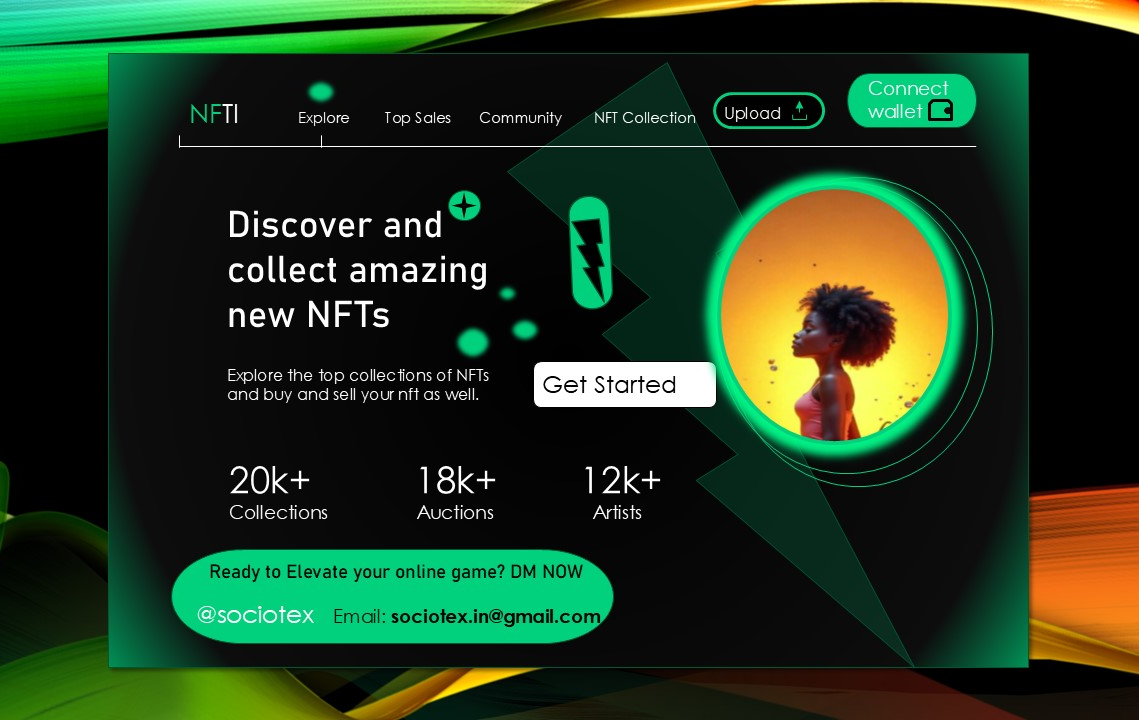 NFTI
Explore
Top Sales
Community
NFT Collection
Upload
Connect
wallet
Discover and
collect amazing
new NFTs
Explore the top collections of NFTs
and buy and sell your nft as well.
Get Started
20k+
Collections
18k+
Auctions
12k+
Artists
Ready to Elevate your online game? DM NOW
@sociotex
Email: sociotex.in@gmail.com